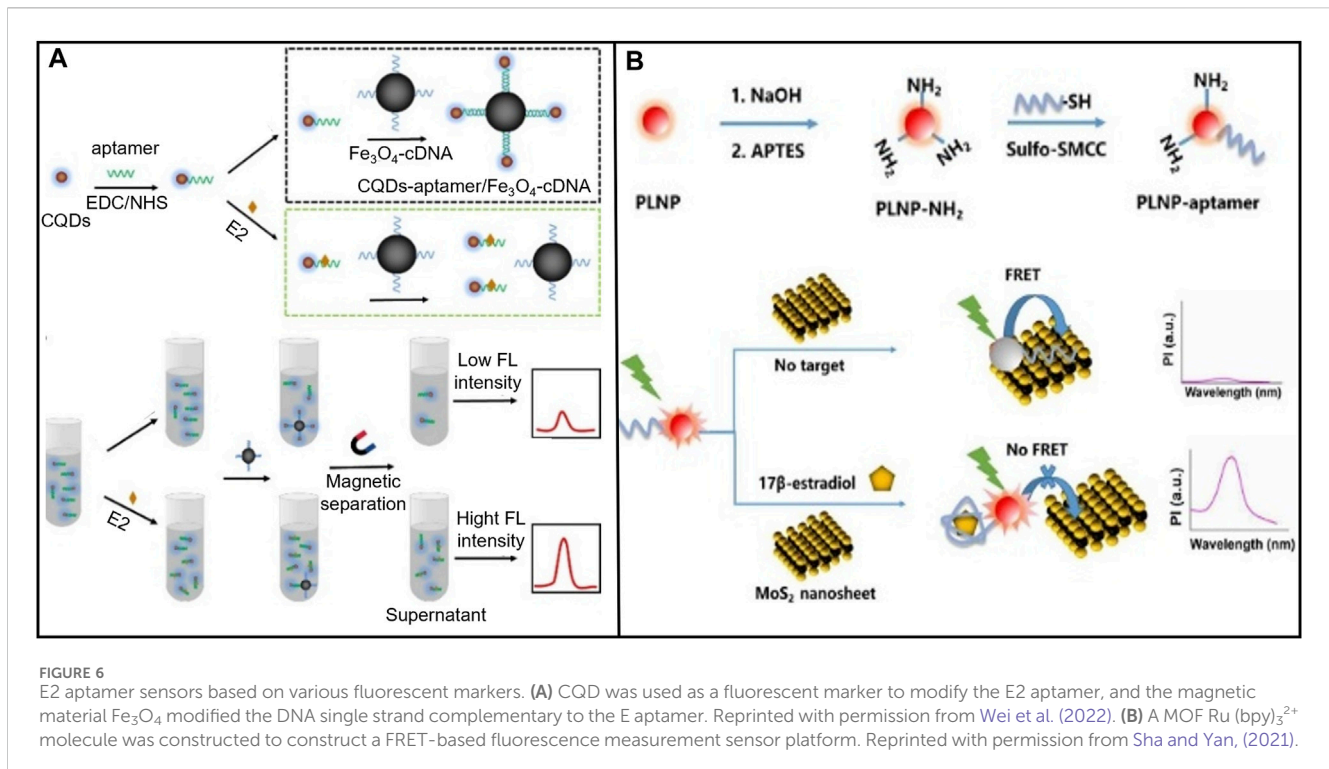 A
aptamer
CQDs
EDC/NHS
Fe₃O₄-cDNA
CQDs-aptamer/Fe₃O₄-cDNA
E2
Low FL
intensity
Magnetic
separation
E2
Hight FL
intensity
Supernatant
B
PLNP
1. NaOH
2. APTES
NH₂
NH₂
NH₂
PLNP-NH₂
-SH
Sulfo-SMCC
NH₂
NH₂
PLNP-aptamer
No target
FRET
PI (a.u.)
Wavelength (nm)
17β-estradiol
MoS₂ nanosheet
No FRET
PI (a.u.)
Wavelength (nm)
FIGURE 6
E2 aptamer sensors based on various fluorescent markers. (A) CQD was used as a fluorescent marker to modify the E2 aptamer, and the magnetic
material Fe₃O₄ modified the DNA single strand complementary to the E aptamer. Reprinted with permission from Wei et al. (2022). (B) A MOF Ru (bpy)₃²⁺
molecule was constructed to construct a FRET-based fluorescence measurement sensor platform. Reprinted with permission from Sha and Yan, (2021).